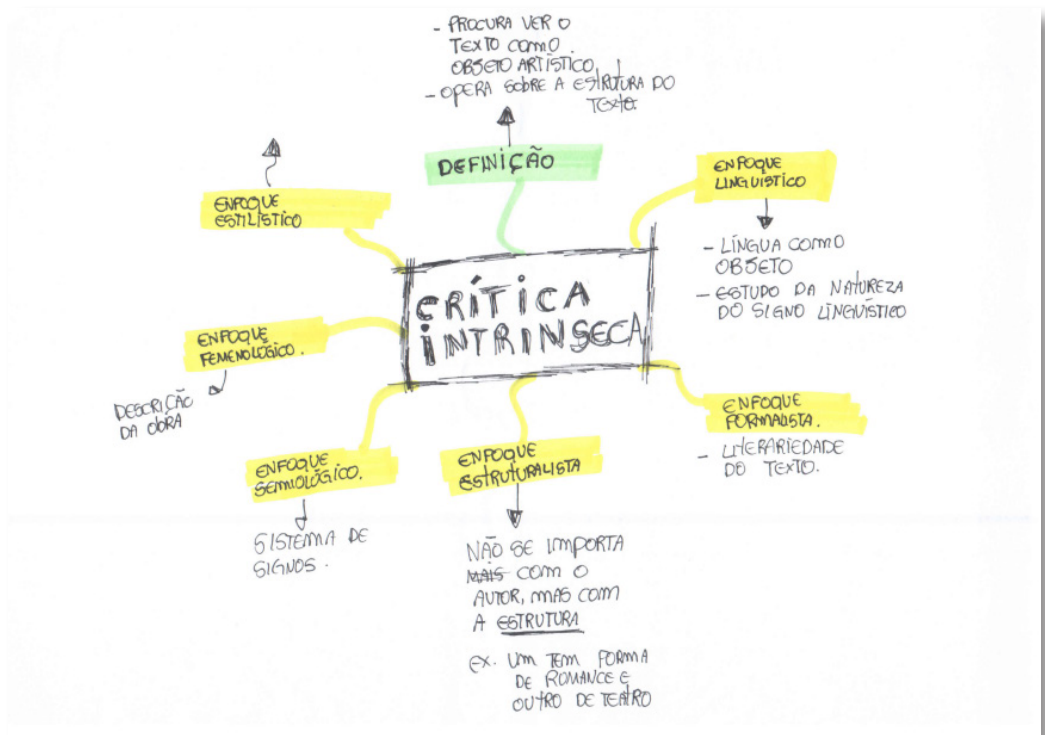 - PROCURA VER O
TEXTO COMO
OBJETO ARTÍSTICO
- OPERA SOBRE A ESTRUTURA DO
TEXTO.
DEFINIÇÃO
ENFOQUE
ESTILÍSTICO
ENFOQUE
LINGUISTICO
- LÍNGUA COMO
OBJETO
- ESTUDO DA NATUREZA
DO SIGNO LINGUÍSTICO
CRÍTICA
INTRINSECA
ENFOQUE
FEMENOLÓGICO.
DESCRIÇÃO
DA OBRA
ENFOQUE
FORMALISTA.
- LITERARIEDADE
DO TEXTO.
ENFOQUE
SEMIOLÓGICO.
SISTEMA DE
SIGNOS.
ENFOQUE
ESTRUTURALISTA
NÃO SE IMPORTA
MAIS COM O
AUTOR, MAS COM
A ESTRUTURA
EX. UM TEM FORMA
DE ROMANCE E
OUTRO DE TEATRO